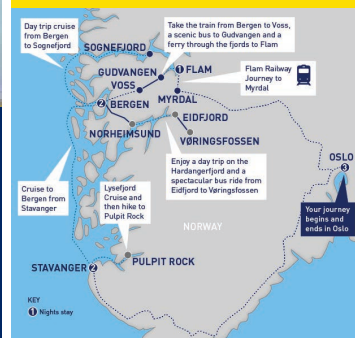 Day trip cruise
from Bergen
to Sognefjord
Take the train from Bergen to Voss,
a scenic bus to Gudvangen and a
ferry through the fjords to Flam
SOGNEFJORD
GUDVANGEN
1 FLAM
Flam Railway
Journey to
Myrdal
VOSS
MYRDAL
2
BERGEN
EIDFJORD
NORHEIMSUND
VØRINGSFOSSEN
OSLO
3
Enjoy a day trip on the
Hardangerfjord and a
spectacular bus ride from
Eidfjord to Vøringsfossen
Cruise to
Bergen from
Stavanger
Lysefjord
Cruise and
then hike to
Pulpit Rock
Your journey
begins and
ends in Oslo
NORWAY
STAVANGER 2
PULPIT ROCK
KEY
1 Nights stay